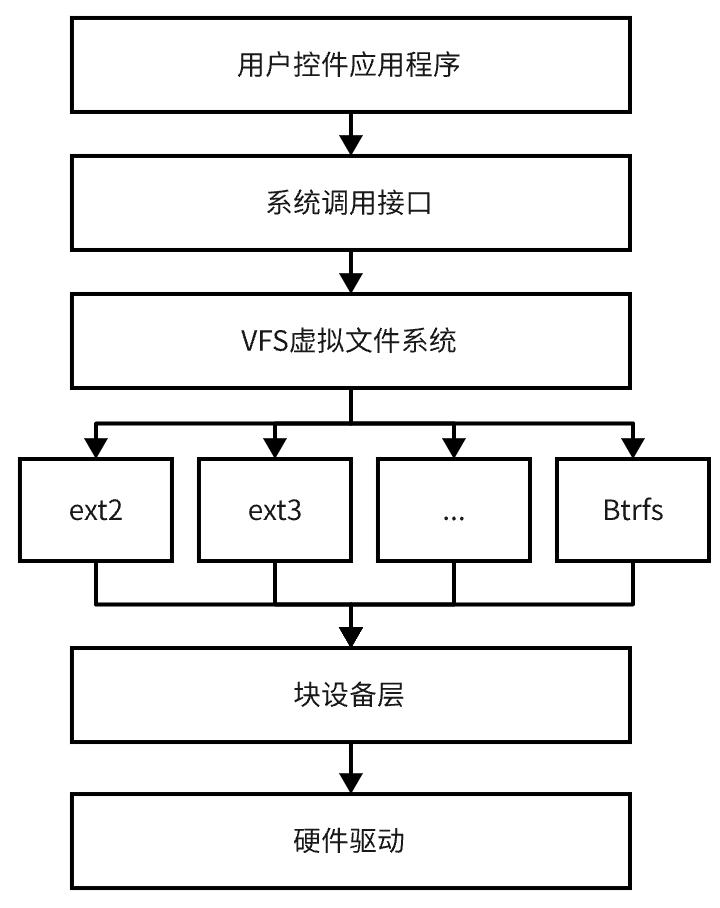 用户控件应用程序
系统调用接口
VFS虚拟文件系统
ext2
ext3
...
Btrfs
块设备层
硬件驱动